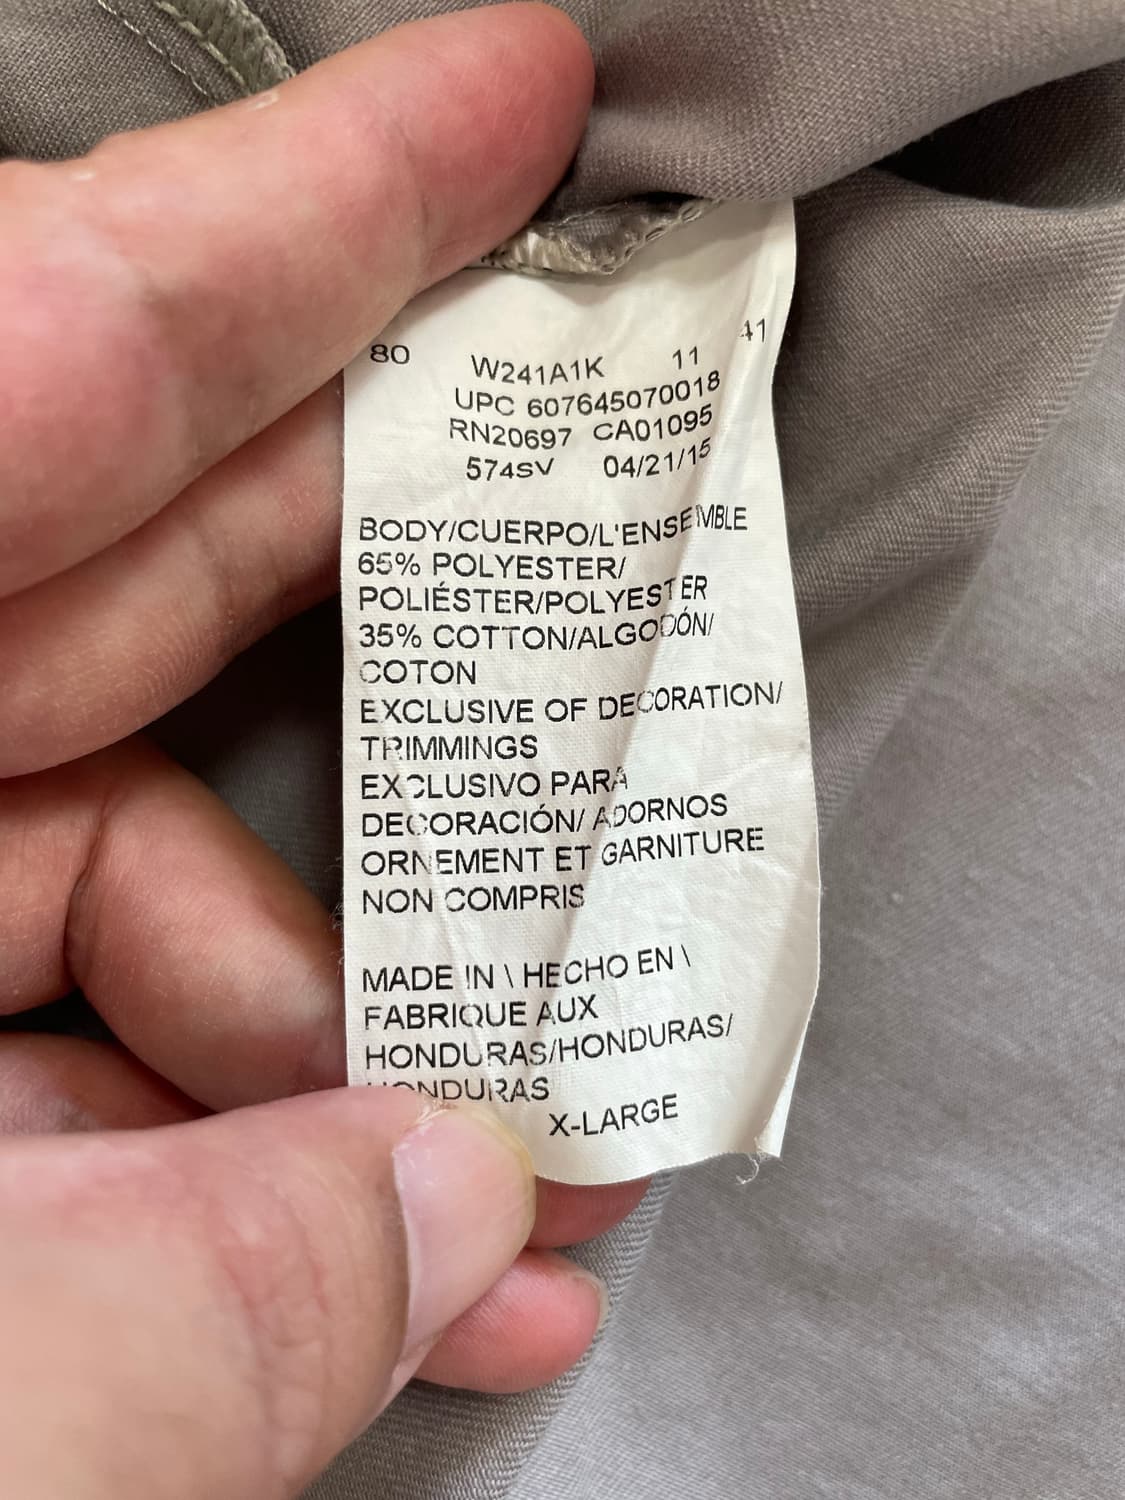 80 W241A1K 11 41
UPC 607645070018
RN20697 CA01095
574SV 04/21/15
BODY/CUERPO/L'ENSEMBLE
65% POLYESTER/
POLIÉSTER/POLYESTER
35% COTTON/ALGODÓN/
COTON
EXCLUSIVE OF DECORATION/
TRIMMINGS
EXCLUSIVO PARA
DECORACIÓN/ ADORNOS
ORNEMENT ET GARNITURE
NON COMPRIS
MADE IN \ HECHO EN \
FABRIQUE AUX
HONDURAS/HONDURAS/
HONDURAS
X-LARGE